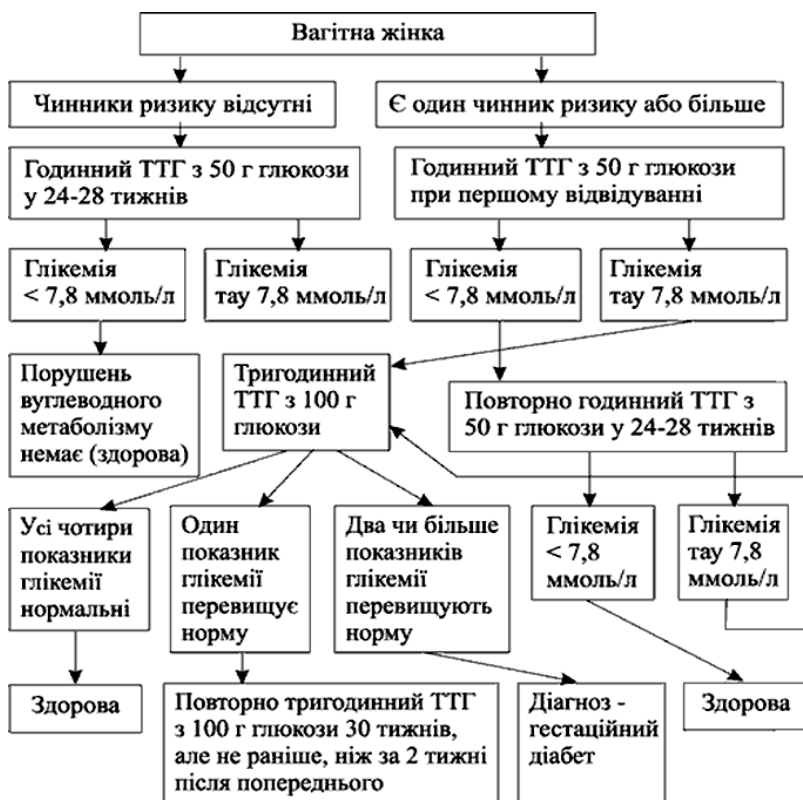 Вагітна жінка
Чинники ризику відсутні
Є один чинник ризику або більше
Годинний ТТГ з 50 г глюкози
у 24-28 тижнів
Годинний ТТГ з 50 г глюкози
при першому відвідуванні
Глікемія
< 7,8 ммоль/л
Глікемія
тау 7,8 ммоль/л
Глікемія
< 7,8 ммоль/л
Глікемія
тау 7,8 ммоль/л
Порушень
вуглеводного
метаболізму
немає (здорова)
Тригодинний
ТТГ з 100 г
глюкози
Повторно годинний ТТГ з
50 г глюкози у 24-28 тижнів
Усі чотири
показники
глікемії
нормальні
Один
показник
глікемії
перевищує
норму
Два чи більше
показників
глікемії
перевищують
норму
Глікемія
< 7,8
ммоль/л
Глікемія
тау 7,8
ммоль/л
Здорова
Повторно тригодинний ТТГ
з 100 г глюкози 30 тижнів,
але не раніше, ніж за 2 тижні
після попереднього
Діагноз -
гестаційний
діабет
Здорова